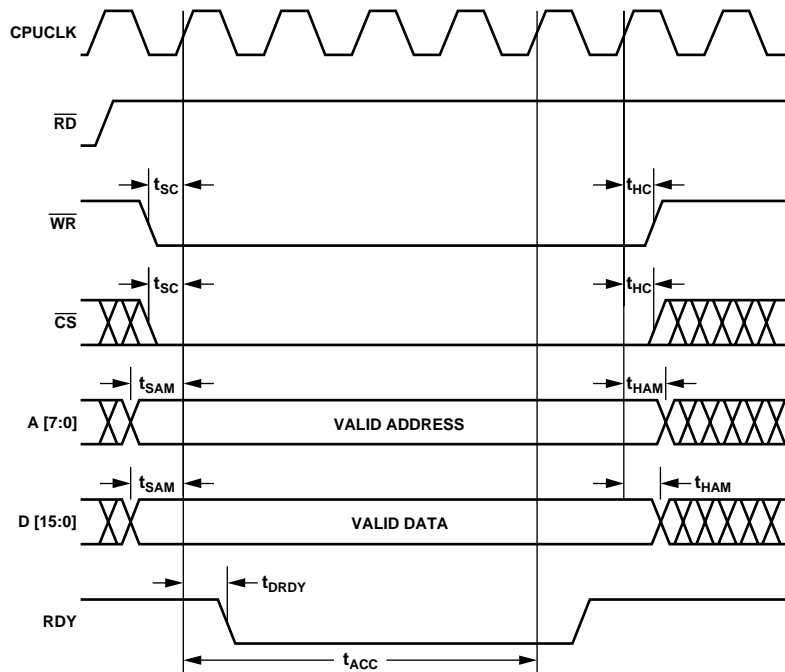 CPUCLK
RD
tSC
tHC
WR
tSC
tHC
CS
tSAM
tHAM
A [7:0]
VALID ADDRESS
tSAM
tHAM
D [15:0]
VALID DATA
tDRDY
RDY
tACC